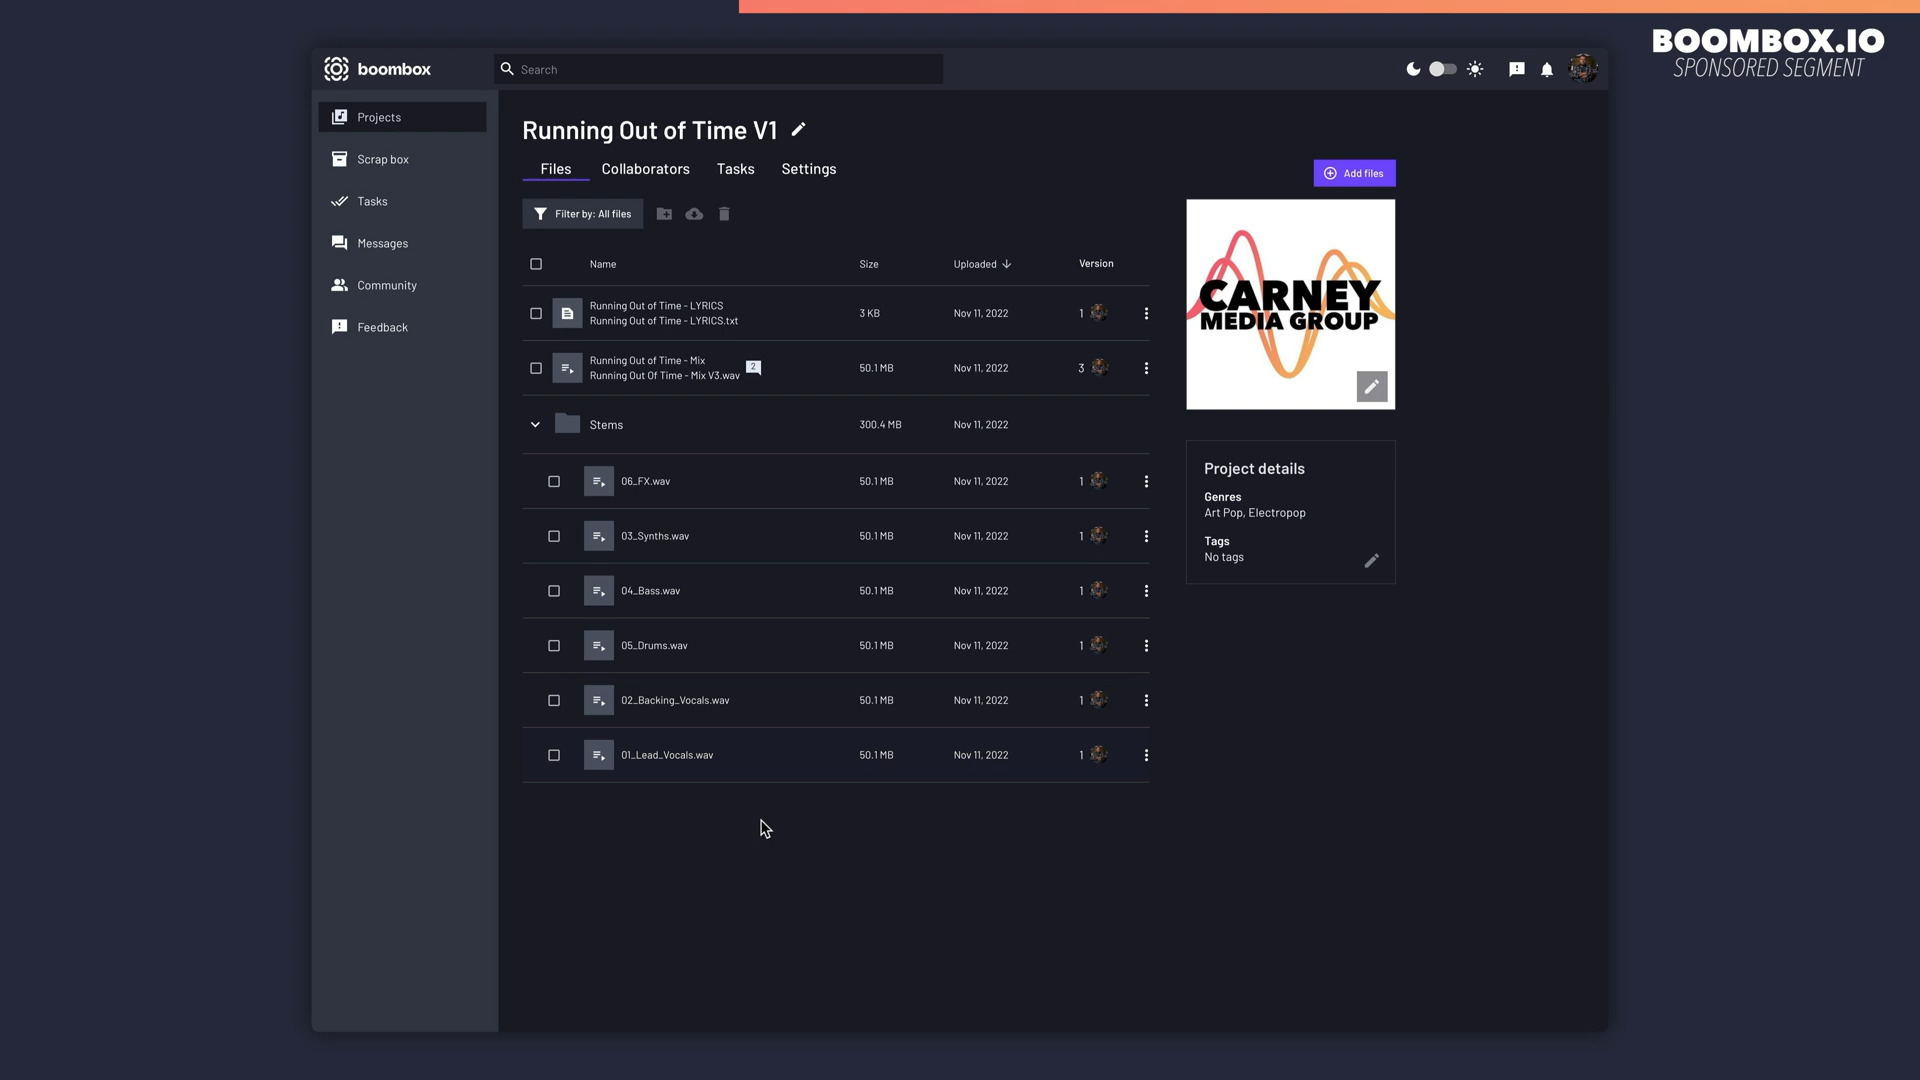 BOOMBOX.IO
SPONSORED SEGMENT
boombox
Search
Projects
Scrap box
Tasks
Messages
Community
Feedback
Running Out of Time V1
Files
Collaborators
Tasks
Settings
Add files
Filter by: All files
Name
Size
Uploaded
Version
Running Out of Time - LYRICS
Running Out of Time - LYRICS.txt
3 KB
Nov 11, 2022
1
Running Out of Time - Mix
Running Out Of Time - Mix V3.wav
2
50.1 MB
Nov 11, 2022
3
Stems
300.4 MB
Nov 11, 2022
06_FX.wav
50.1 MB
Nov 11, 2022
1
03_Synths.wav
50.1 MB
Nov 11, 2022
1
04_Bass.wav
50.1 MB
Nov 11, 2022
1
05_Drums.wav
50.1 MB
Nov 11, 2022
1
02_Backing_Vocals.wav
50.1 MB
Nov 11, 2022
1
01_Lead_Vocals.wav
50.1 MB
Nov 11, 2022
1
CARNEY
MEDIA GROUP
Project details
Genres
Art Pop, Electropop
Tags
No tags